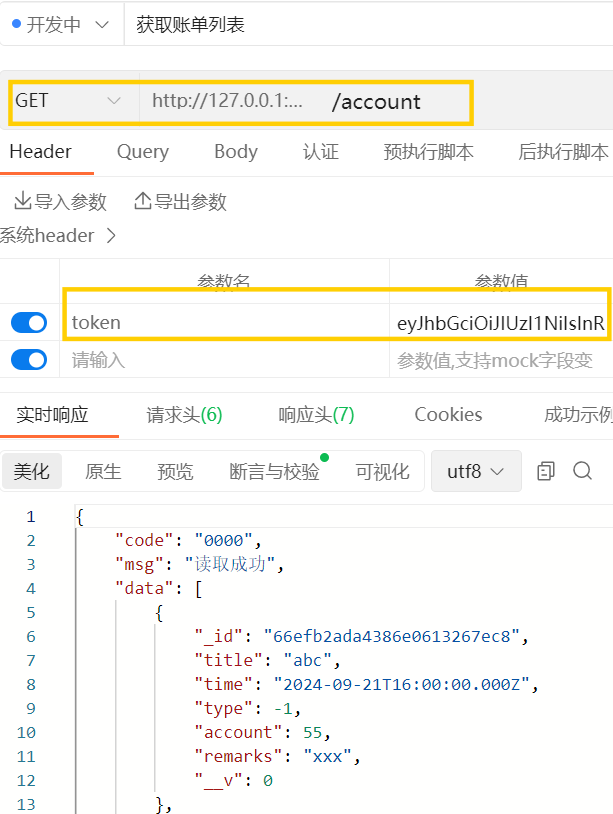 开发中 获取账单列表
GET http://127.0.0.1:... /account
Header Query Body 认证 预执行脚本 后执行脚本
导入参数 导出参数
系统header
参数名 参数值
token eyJhbGciOiJIUzI1NiIsInR
请输入 参数值,支持mock字段变
实时响应 请求头(6) 响应头(7) Cookies 成功示例
美化 原生 预览 断言与校验 可视化 utf8
1 {
2 "code": "0000",
3 "msg": "读取成功",
4 "data": [
5 {
6 "_id": "66efb2ada4386e0613267ec8",
7 "title": "abc",
8 "time": "2024-09-21T16:00:00.000Z",
9 "type": -1,
10 "account": 55,
11 "remarks": "xxx",
12 "__v": 0
13 },